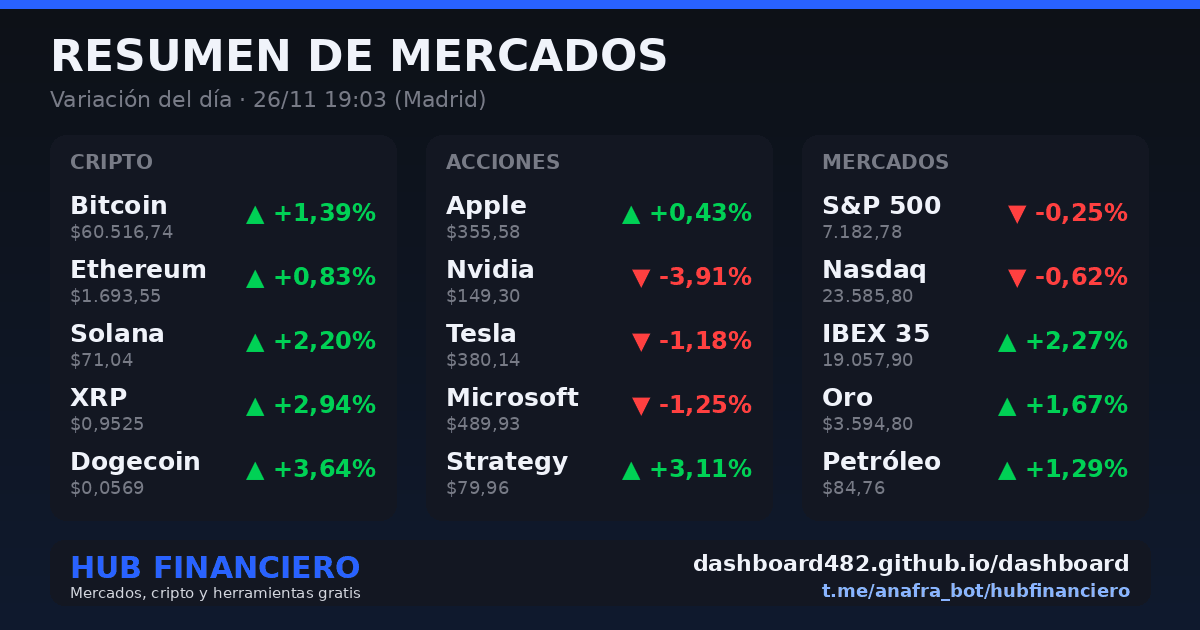 RESUMEN DE MERCADOS
Variación del día · 26/11 19:03 (Madrid)
CRIPTO
Bitcoin ▲ +1,39%
$60.516,74
Ethereum ▲ +0,83%
$1.693,55
Solana ▲ +2,20%
$71,04
XRP ▲ +2,94%
$0,9525
Dogecoin ▲ +3,64%
$0,0569
ACCIONES
Apple ▲ +0,43%
$355,58
Nvidia ▼ -3,91%
$149,30
Tesla ▼ -1,18%
$380,14
Microsoft ▼ -1,25%
$489,93
Strategy ▲ +3,11%
$79,96
MERCADOS
S&P 500 ▼ -0,25%
7.182,78
Nasdaq ▼ -0,62%
23.585,80
IBEX 35 ▲ +2,27%
19.057,90
Oro ▲ +1,67%
$3.594,80
Petróleo ▲ +1,29%
$84,76
HUB FINANCIERO
Mercados, cripto y herramientas gratis
dashboard482.github.io/dashboard
t.me/anafra_bot/hubfinanciero